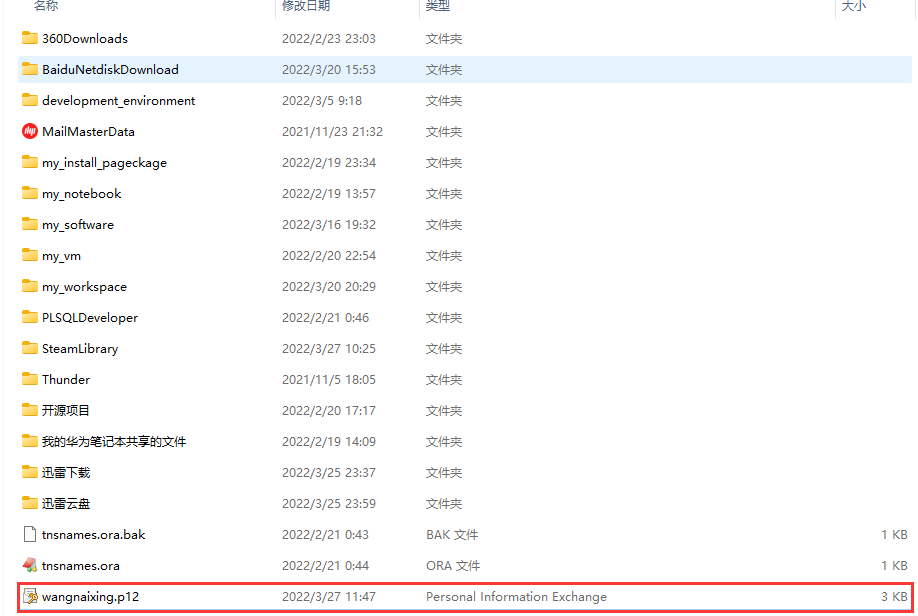 名称 修改日期 类型 大小
360Downloads 2022/2/23 23:03 文件夹
BaiduNetdiskDownload 2022/3/20 15:53 文件夹
development_environment 2022/3/5 9:18 文件夹
MailMasterData 2021/11/23 21:32 文件夹
my_install_pageckage 2022/2/19 23:34 文件夹
my_notebook 2022/2/19 13:57 文件夹
my_software 2022/3/16 19:32 文件夹
my_vm 2022/2/20 22:54 文件夹
my_workspace 2022/3/20 20:29 文件夹
PLSQLDeveloper 2022/2/21 0:46 文件夹
SteamLibrary 2022/3/27 10:25 文件夹
Thunder 2021/11/5 18:05 文件夹
开源项目 2022/2/20 17:17 文件夹
我的华为笔记本共享的文件 2022/2/19 14:09 文件夹
迅雷下载 2022/3/25 23:37 文件夹
迅雷云盘 2022/3/25 23:59 文件夹
tnsnames.ora.bak 2022/2/21 0:43 BAK 文件 1 KB
tnsnames.ora 2022/2/21 0:44 ORA 文件 1 KB
wangnaixing.p12 2022/3/27 11:47 Personal Information Exchange 3 KB